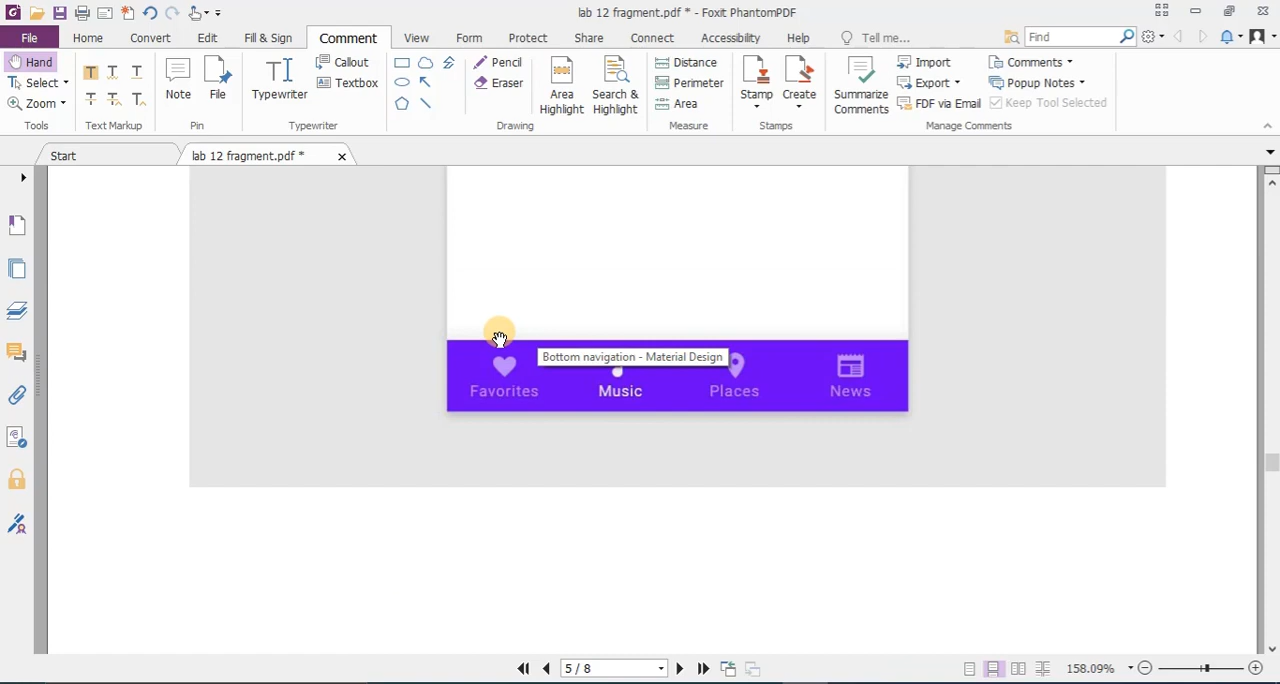 lab 12 fragment.pdf * - Foxit PhantomPDF
File Home Convert Edit Fill & Sign Comment View Form Protect Share Connect Accessibility Help Tell me... Find
Hand
Select
Zoom
Tools
Text Markup
Note
File
Pin
Typewriter
Callout
Textbox
Typewriter
Pencil
Eraser
Area Highlight
Search & Highlight
Drawing
Distance
Perimeter
Area
Measure
Stamp
Create
Stamps
Summarize Comments
Import
Export
FDF via Email
Comments
Popup Notes
Keep Tool Selected
Manage Comments
Start
lab 12 fragment.pdf *
Bottom navigation - Material Design
Favorites Music Places News
5 / 8
158.09%